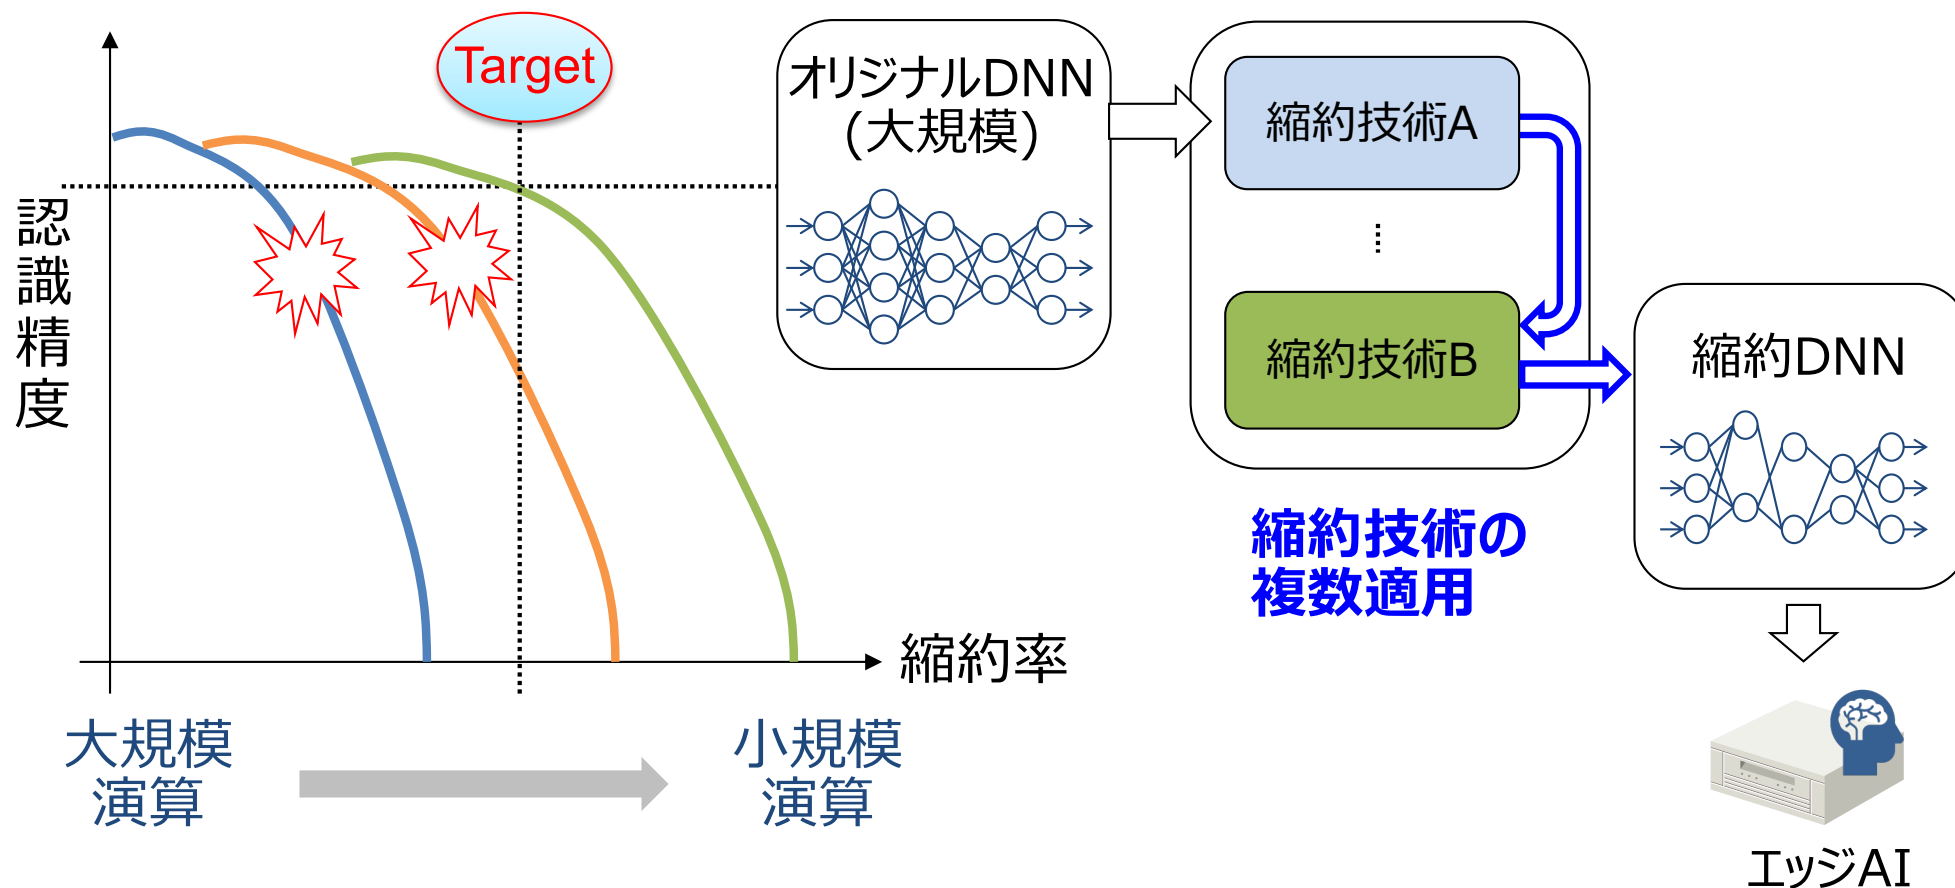 Target
認識精度
縮約率
大規模
演算
小規模
演算
オリジナルDNN
(大規模)
縮約技術A
⋮
縮約技術B
縮約技術の
複数適用
縮約DNN
エッジAI